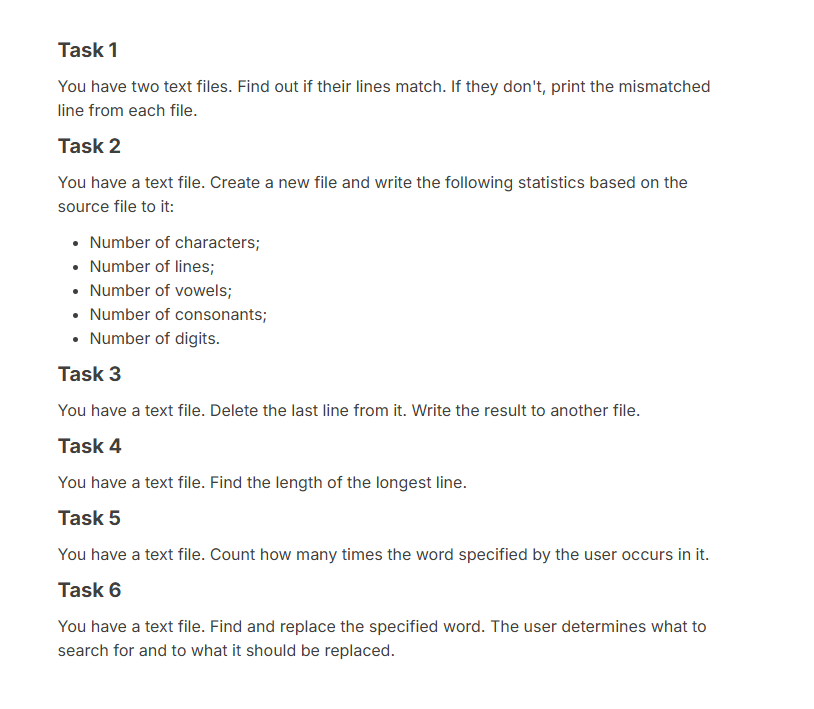 Task 1
You have two text files. Find out if their lines match. If they don't, print the mismatched
line from each file.
Task 2
You have a text file. Create a new file and write the following statistics based on the
source file to it:
• Number of characters;
• Number of lines;
• Number of vowels;
• Number of consonants;
• Number of digits.
Task 3
You have a text file. Delete the last line from it. Write the result to another file.
Task 4
You have a text file. Find the length of the longest line.
Task 5
You have a text file. Count how many times the word specified by the user occurs in it.
Task 6
You have a text file. Find and replace the specified word. The user determines what to
search for and to what it should be replaced.